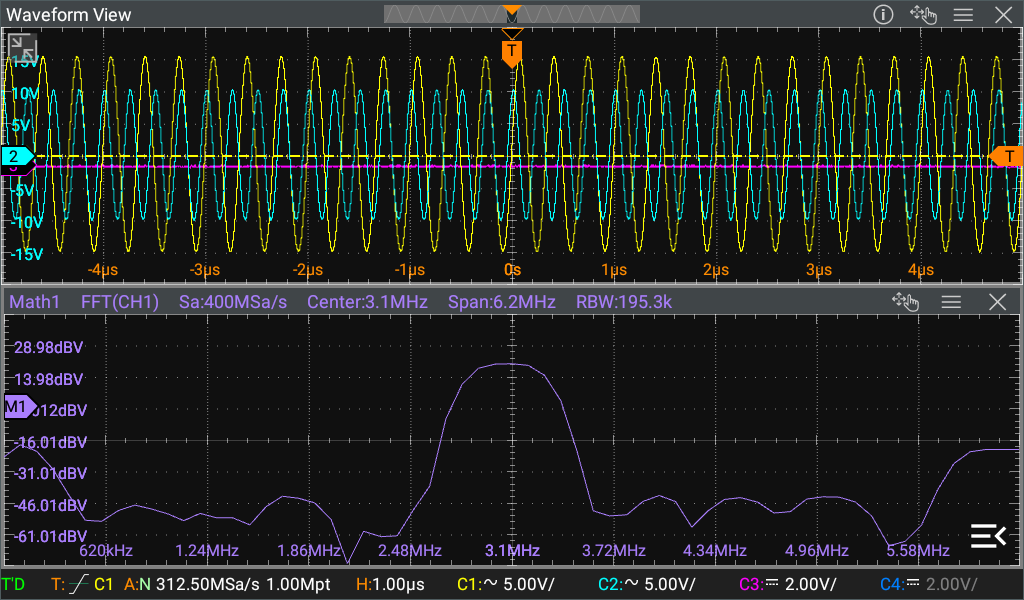 Waveform View
T
15V
10V
5V
2
T
-5V
-10V
-15V
-4µs -3µs -2µs -1µs 0s 1µs 2µs 3µs 4µs
Math1 FFT(CH1) Sa:400MSa/s Center:3.1MHz Span:6.2MHz RBW:195.3k
28.98dBV
13.98dBV
M1
-16.01dBV
-31.01dBV
-46.01dBV
-61.01dBV
620kHz 1.24MHz 1.86MHz 2.48MHz 3.1MHz 3.72MHz 4.34MHz 4.96MHz 5.58MHz
T'D T: C1 A:N 312.50MSa/s 1.00Mpt H:1.00µs C1:~ 5.00V/ C2:~ 5.00V/ C3: 2.00V/ C4: 2.00V/